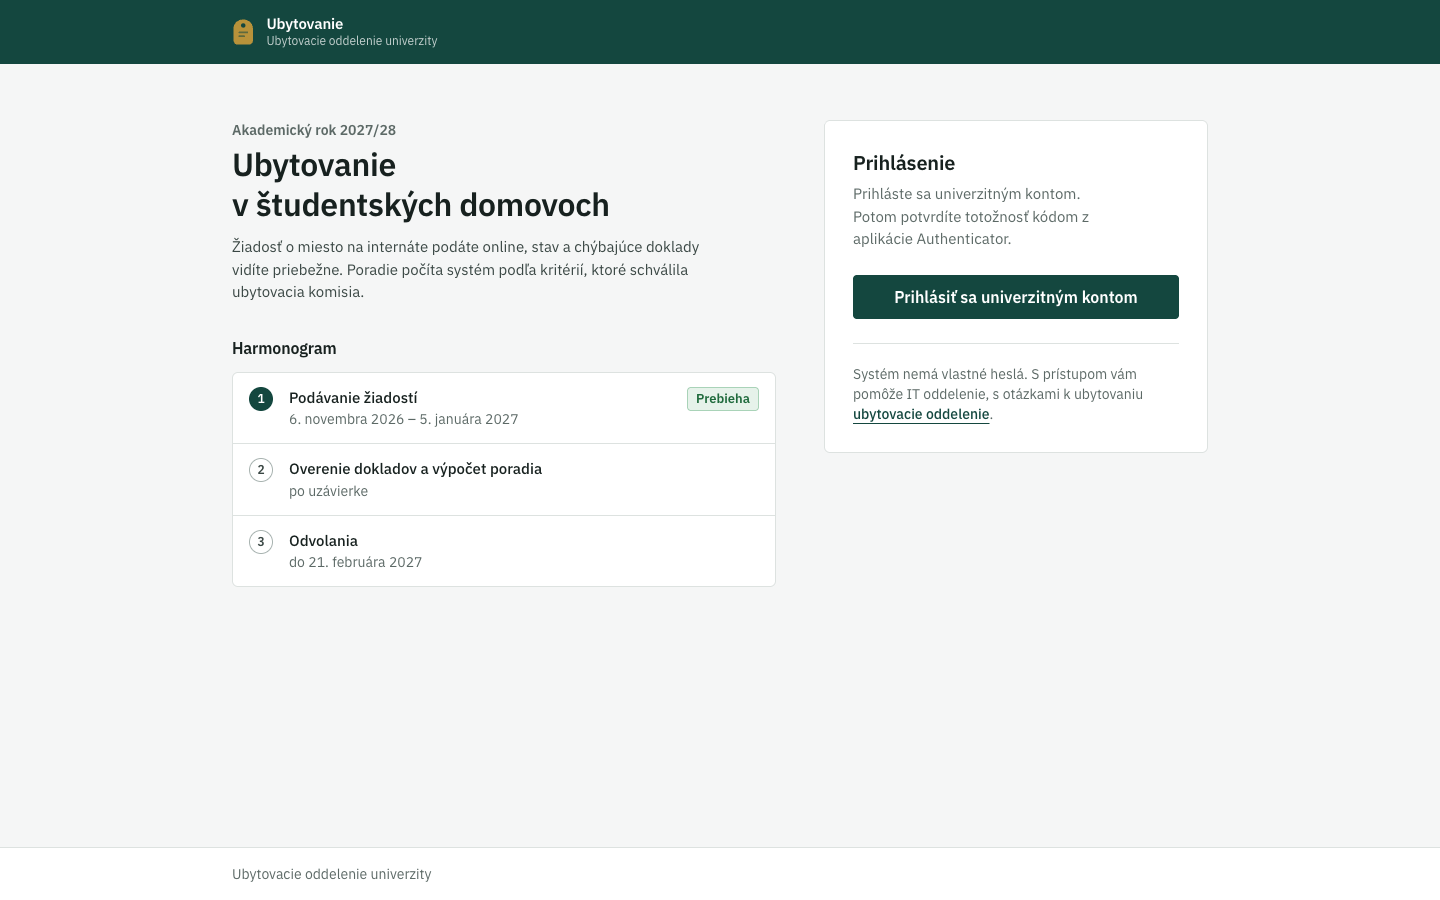 Ubytovanie
Ubytovacie oddelenie univerzity
Akademický rok 2027/28
Ubytovanie
v študentských domovoch
Žiadosť o miesto na internáte podáte online, stav a chýbajúce doklady
vidíte priebežne. Poradie počíta systém podľa kritérií, ktoré schválila
ubytovacia komisia.
Harmonogram
1 Podávanie žiadostí Prebieha
6. novembra 2026 – 5. januára 2027
2 Overenie dokladov a výpočet poradia
po uzávierke
3 Odvolania
do 21. februára 2027
Prihlásenie
Prihláste sa univerzitným kontom.
Potom potvrdíte totožnosť kódom z
aplikácie Authenticator.
Prihlásiť sa univerzitným kontom
Systém nemá vlastné heslá. S prístupom vám
pomôže IT oddelenie, s otázkami k ubytovaniu
ubytovacie oddelenie.
Ubytovacie oddelenie univerzity